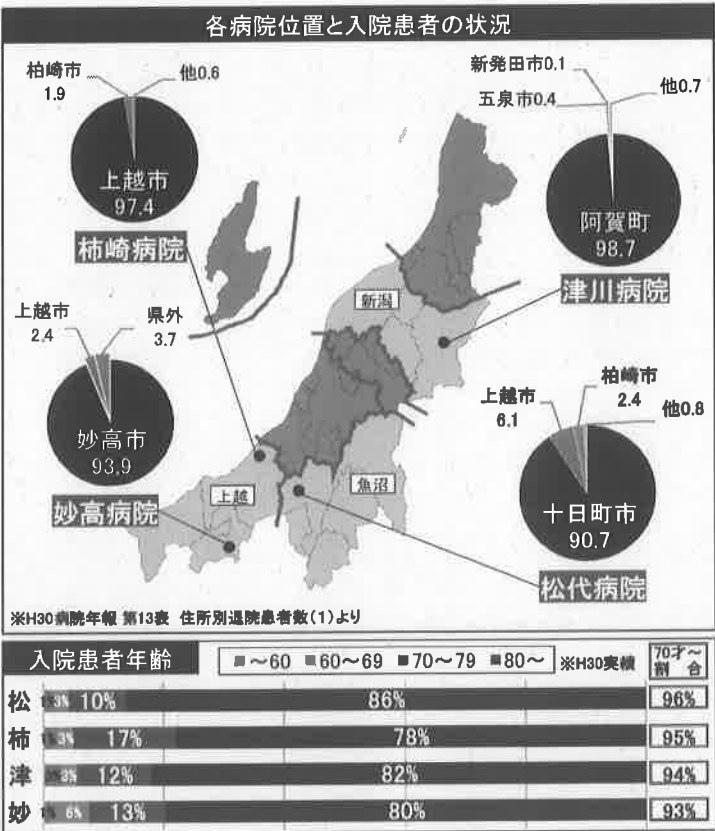 各病院位置と入院患者の状況
柏崎市
1.9
他0.6
上越市
97.4
柿崎病院
新発田市0.1
五泉市0.4
他0.7
阿賀町
98.7
津川病院
新潟
上越市
2.4
県外
3.7
妙高市
93.9
妙高病院
上越
魚沼
上越市
6.1
柏崎市
2.4
他0.8
十日町市
90.7
松代病院
※H30病院年報 第13表 住所別退院患者数(1)より
入院患者年齢
■~60 ■60~69 ■70~79 ■80~ ※H30実績
70才~
割 合
松 3% 10% 86% 96%
柿 3% 17% 78% 95%
津 3% 12% 82% 94%
妙 6% 13% 80% 93%